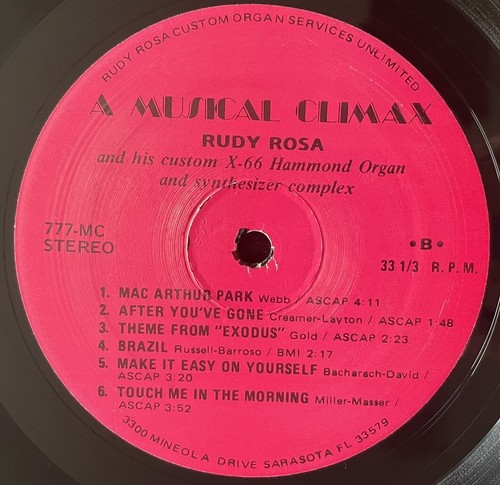 RUDY ROSA CUSTOM ORGAN SERVICES UNLIMITED
A MUSICAL CLIMAX
RUDY ROSA
and his custom X-66 Hammond Organ
and synthesizer complex
777-MC
STEREO
• B •
33 1/3 R. P. M.
1. MAC ARTHUR PARK Webb / ASCAP 4:11
2. AFTER YOU'VE GONE Creamer-Layton / ASCAP 1:48
3. THEME FROM "EXODUS" Gold / ASCAP 2:23
4. BRAZIL Russell-Barroso / BMI 2:17
5. MAKE IT EASY ON YOURSELF Bacharach-David /
ASCAP 3:20
6. TOUCH ME IN THE MORNING Miller-Masser /
ASCAP 3:52
3300 MINEOLA DRIVE SARASOTA FL 33579